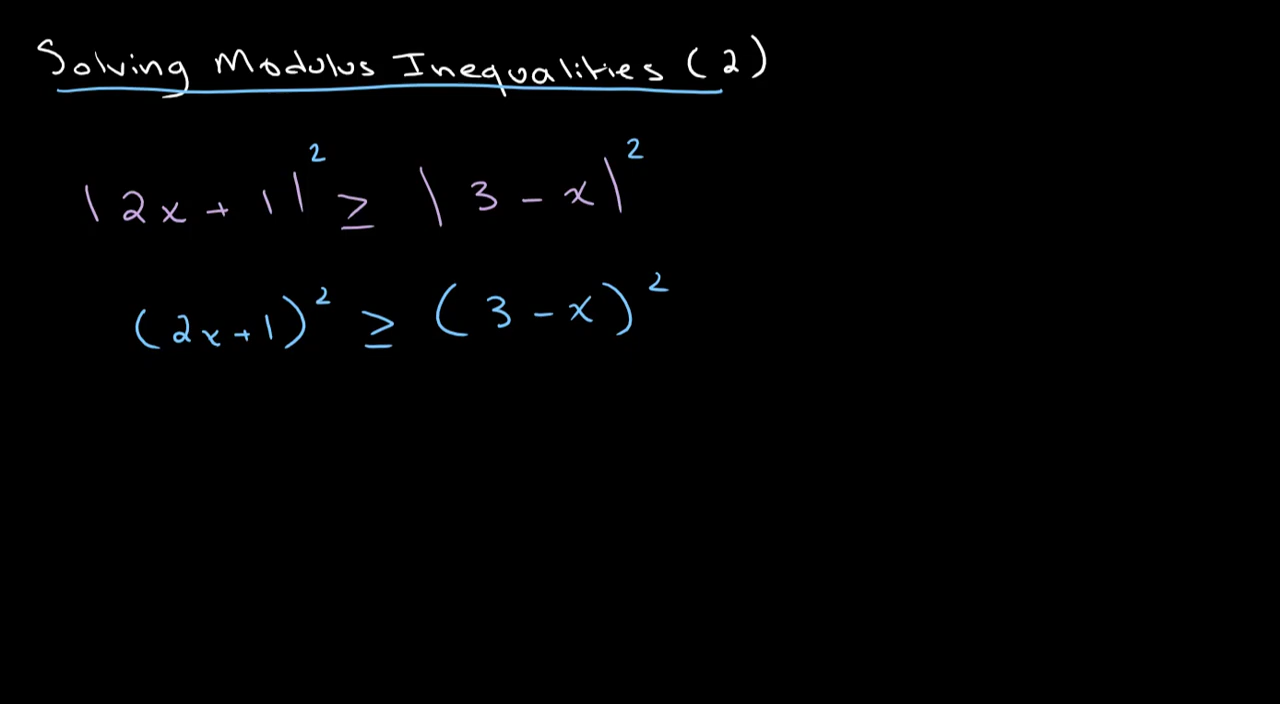 Solving Modulus Inequalities (2)
|2x + 1|² ≥ |3 - x|²
(2x+1)² ≥ (3 - x)²